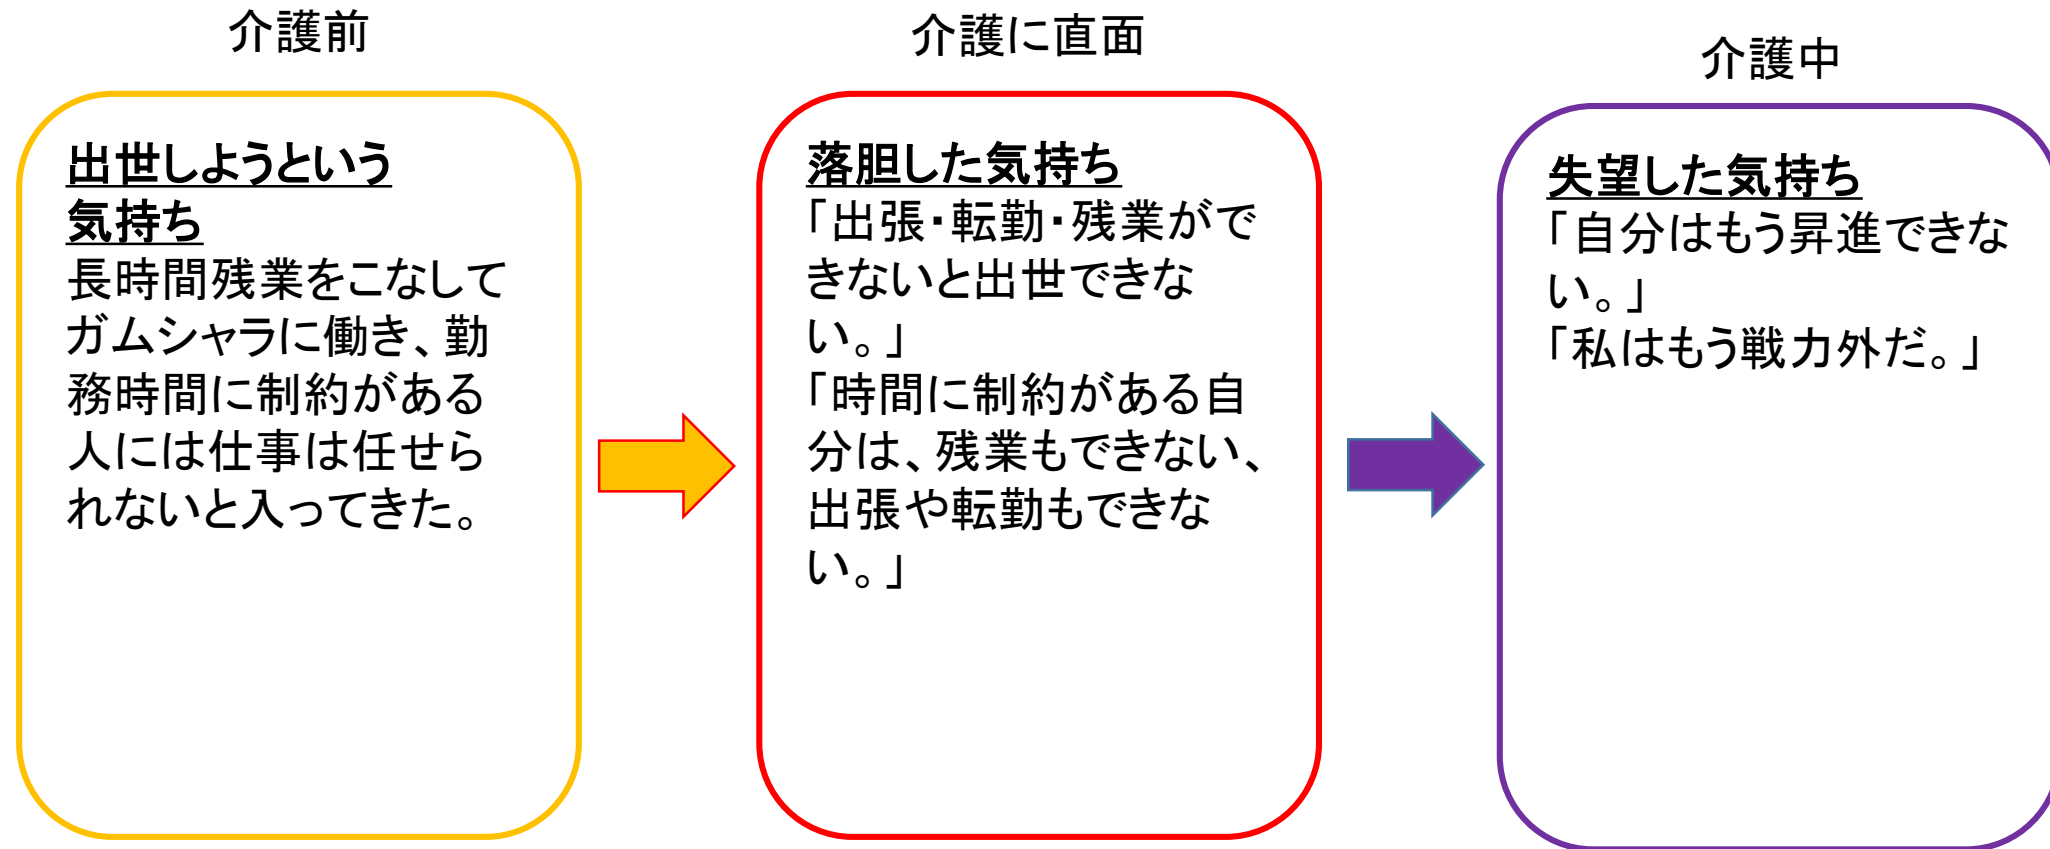 介護前
出世しようという
気持ち
長時間残業をこなして
ガムシャラに働き、勤
務時間に制約がある
人には仕事は任せら
れないと入ってきた。
介護に直面
落胆した気持ち
「出張・転勤・残業がで
きないと出世できな
い。」
「時間に制約がある自
分は、残業もできない、
出張や転勤もできな
い。」
介護中
失望した気持ち
「自分はもう昇進できな
い。」
「私はもう戦力外だ。」